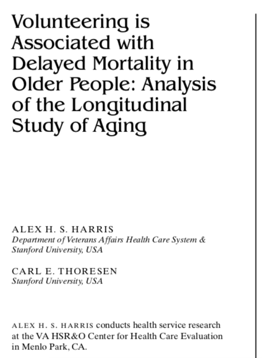 Volunteering is
Associated with
Delayed Mortality in
Older People: Analysis
of the Longitudinal
Study of Aging
ALEX H. S. HARRIS
Department of Veterans Affairs Health Care System &
Stanford University, USA
CARL E. THORESEN
Stanford University, USA
ALEX H. S. HARRIS conducts health service research
at the VA HSR&O Center for Health Care Evaluation
in Menlo Park, CA.